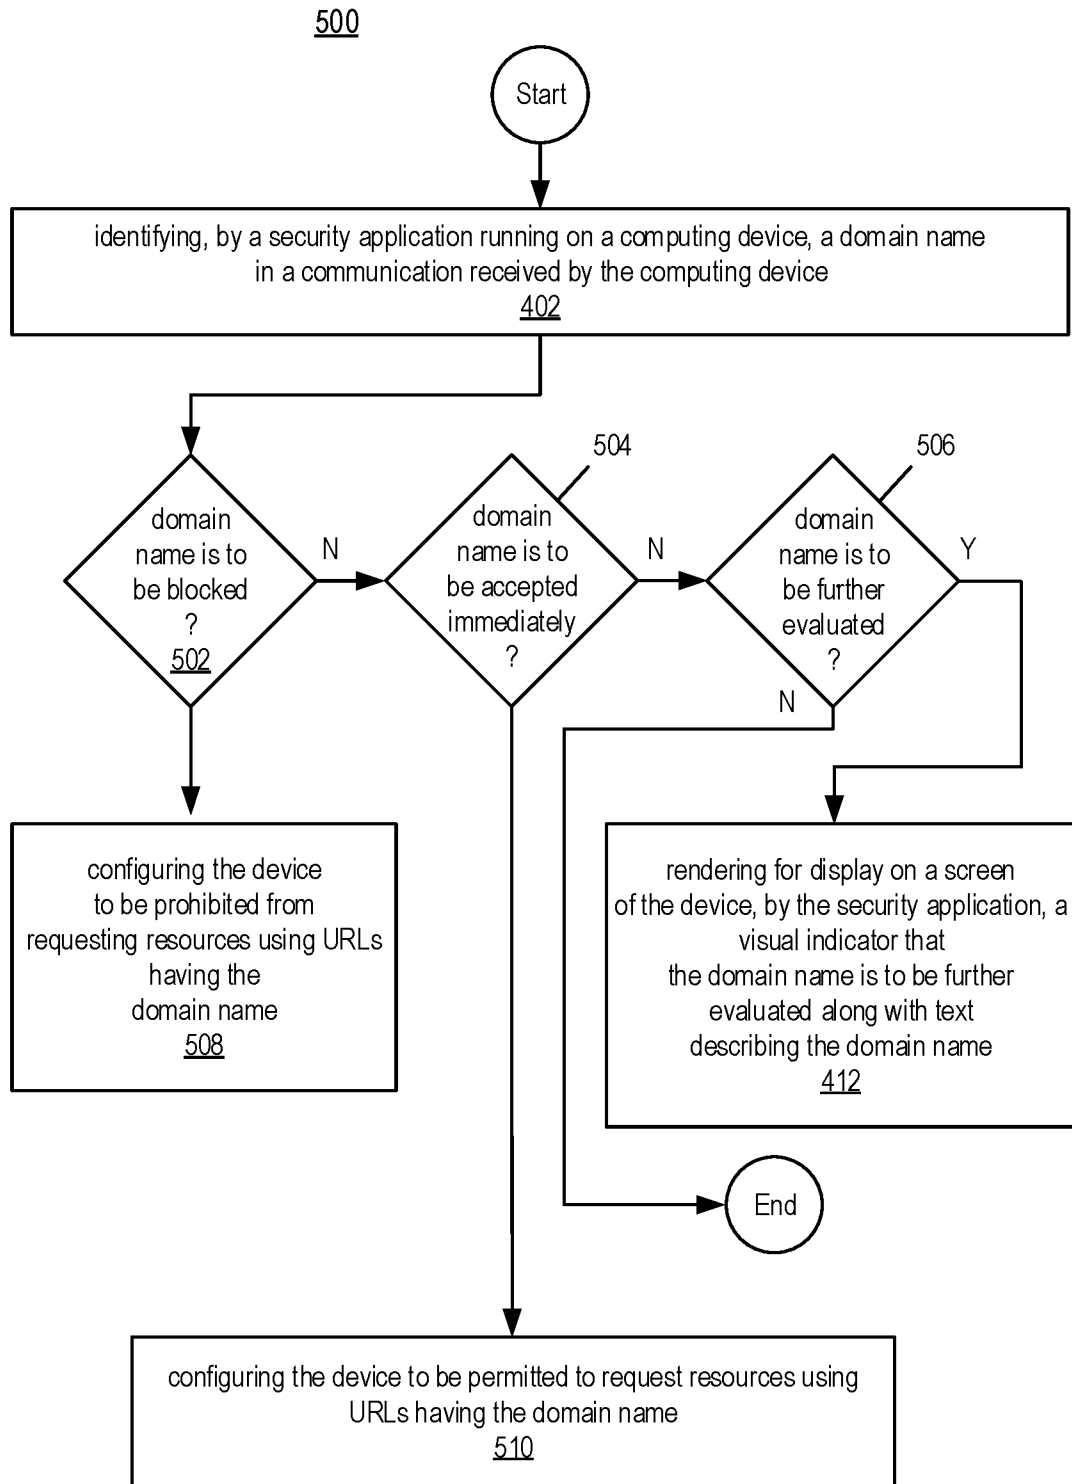 500
Start
identifying, by a security application running on a computing device, a domain name
in a communication received by the computing device
402
504
506
domain
name is to
be blocked
?
502
N
domain
name is to
be accepted
immediately
?
N
domain
name is to
be further
evaluated
?
Y
N
configuring the device
to be prohibited from
requesting resources using URLs
having the
domain name
508
rendering for display on a screen
of the device, by the security application, a
visual indicator that
the domain name is to be further
evaluated along with text
describing the domain name
412
End
configuring the device to be permitted to request resources using
URLs having the domain name
510